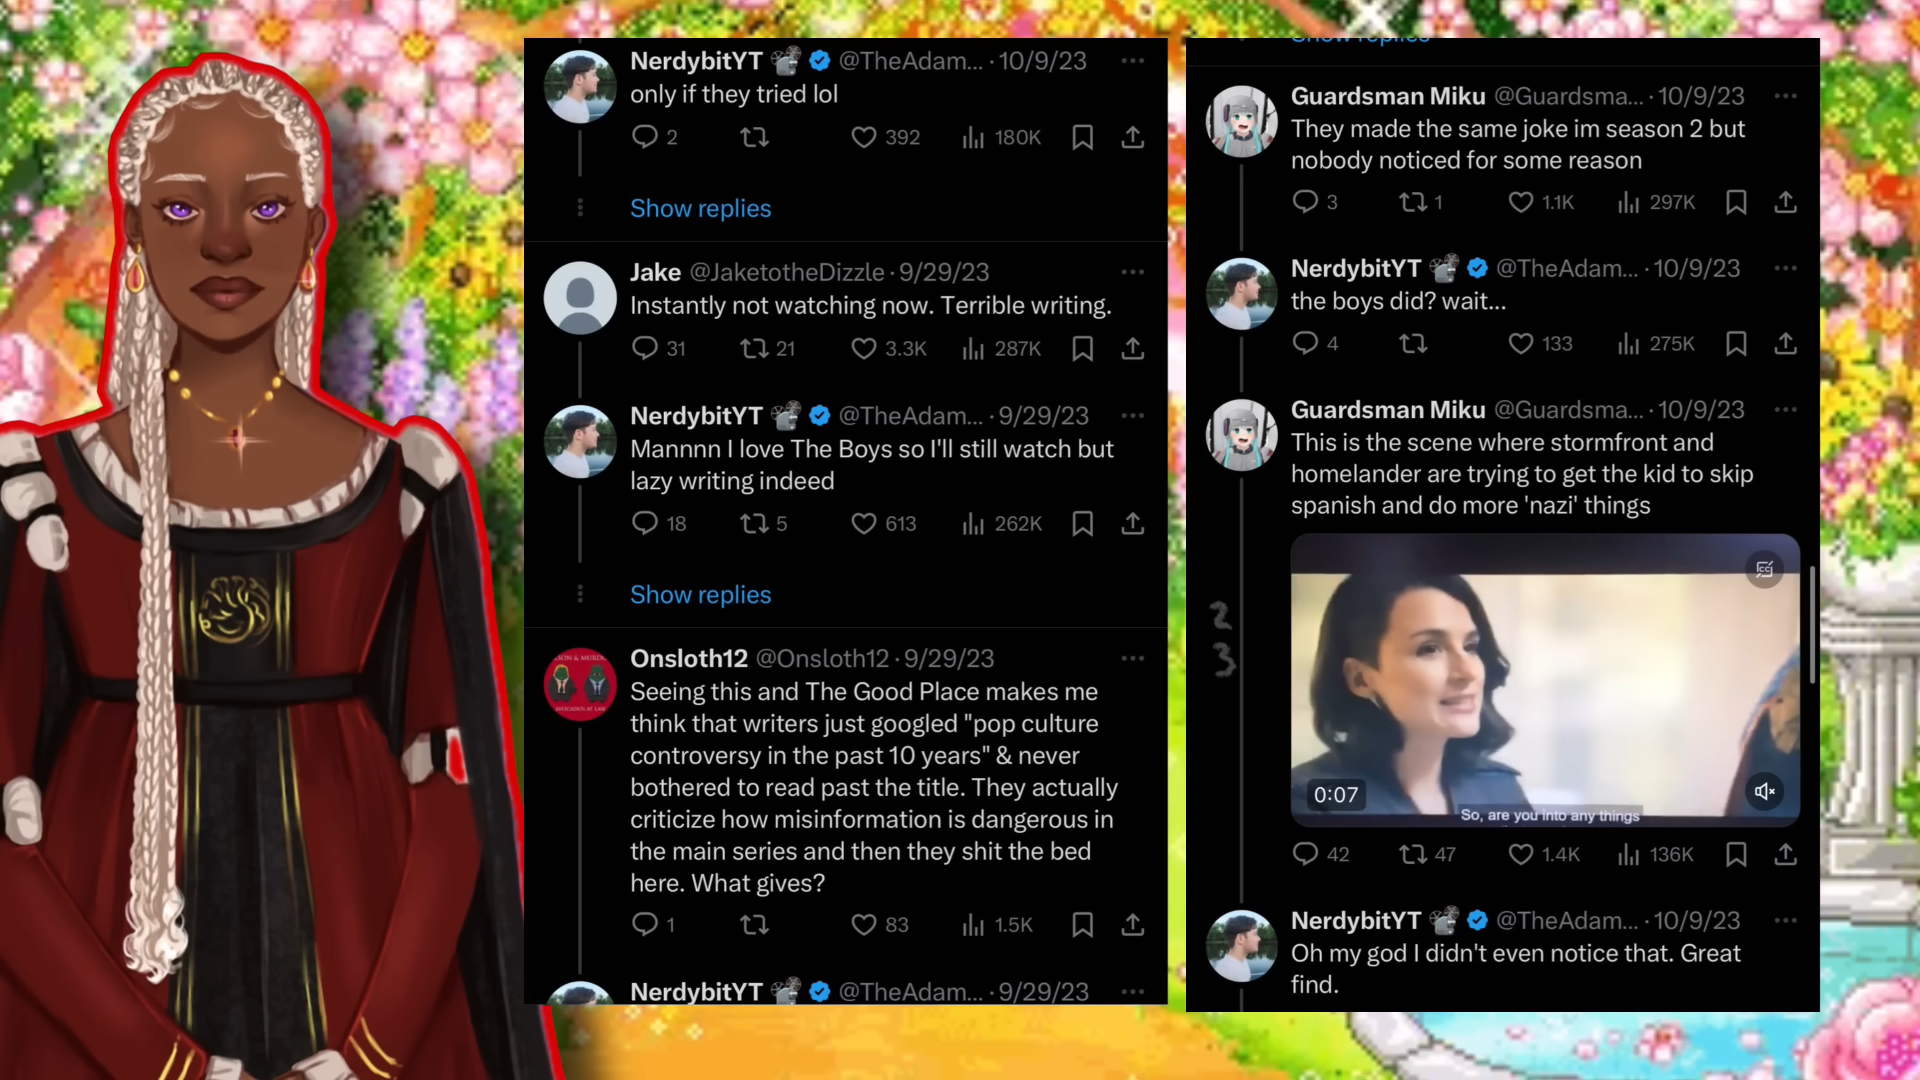 NerdybitYT @TheAdam... · 10/9/23
only if they tried lol
2 392 180K
Show replies
Jake @JaketotheDizzle · 9/29/23
Instantly not watching now. Terrible writing.
31 21 3.3K 287K
NerdybitYT @TheAdam... · 9/29/23
Mannnn I love The Boys so I'll still watch but
lazy writing indeed
18 5 613 262K
Show replies
Onsloth12 @Onsloth12 · 9/29/23
Seeing this and The Good Place makes me
think that writers just googled "pop culture
controversy in the past 10 years" & never
bothered to read past the title. They actually
criticize how misinformation is dangerous in
the main series and then they shit the bed
here. What gives?
1 83 1.5K
NerdybitYT @TheAdam... · 9/29/23
Show replies
Guardsman Miku @Guardsma... · 10/9/23
They made the same joke im season 2 but
nobody noticed for some reason
3 1 1.1K 297K
NerdybitYT @TheAdam... · 10/9/23
the boys did? wait...
4 133 275K
Guardsman Miku @Guardsma... · 10/9/23
This is the scene where stormfront and
homelander are trying to get the kid to skip
spanish and do more 'nazi' things
2
3
0:07
So, are you into any things
42 47 1.4K 136K
NerdybitYT @TheAdam... · 10/9/23
Oh my god I didn't even notice that. Great
find.